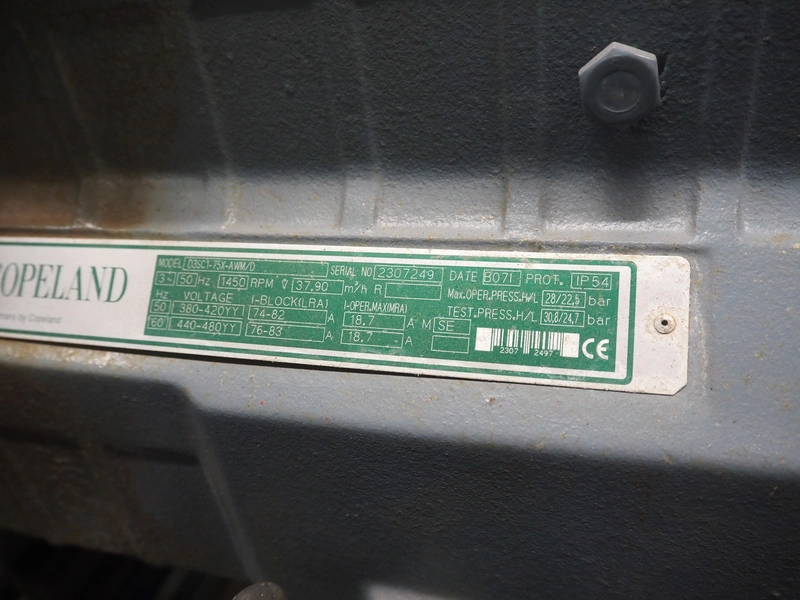 COPELAND
by Copeland
MODEL D3SC1-75X-AWM/D SERIAL NO 2307249 DATE B071 PROT. IP54
3~ 50 Hz 1450 RPM V̇ 37,90 m³/h R Max.OPER.PRESS.H/L 28/22,5 bar
Hz VOLTAGE I-BLOCK(LRA) I-OPER.MAX(MRA) TEST.PRESS.H/L 30,8/24,7 bar
50 380-420YY 74-82 A 18,7 A M SE
60 440-480YY 76-83 A 18,7 A
2307 2497 CE